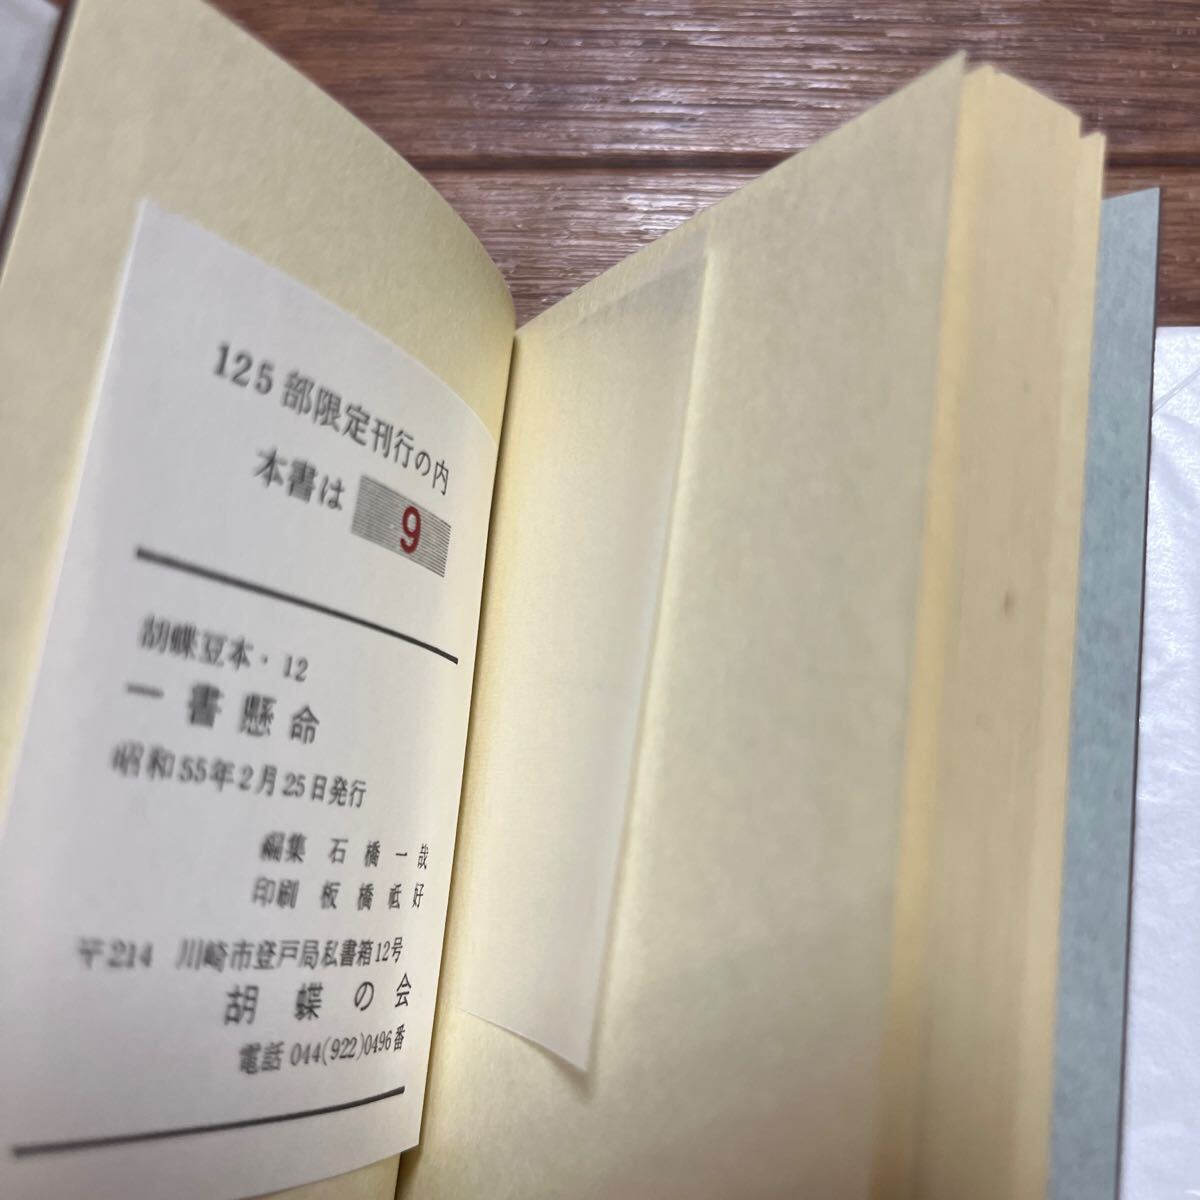 125部限定刊行の内
本書は 9
胡蝶豆本・12
一書懸命
昭和55年2月25日発行
編集 石橋一哉
印刷 板橋祗好
〒214 川崎市登戸局私書箱12号
胡蝶の会
電話 044(922)0496番